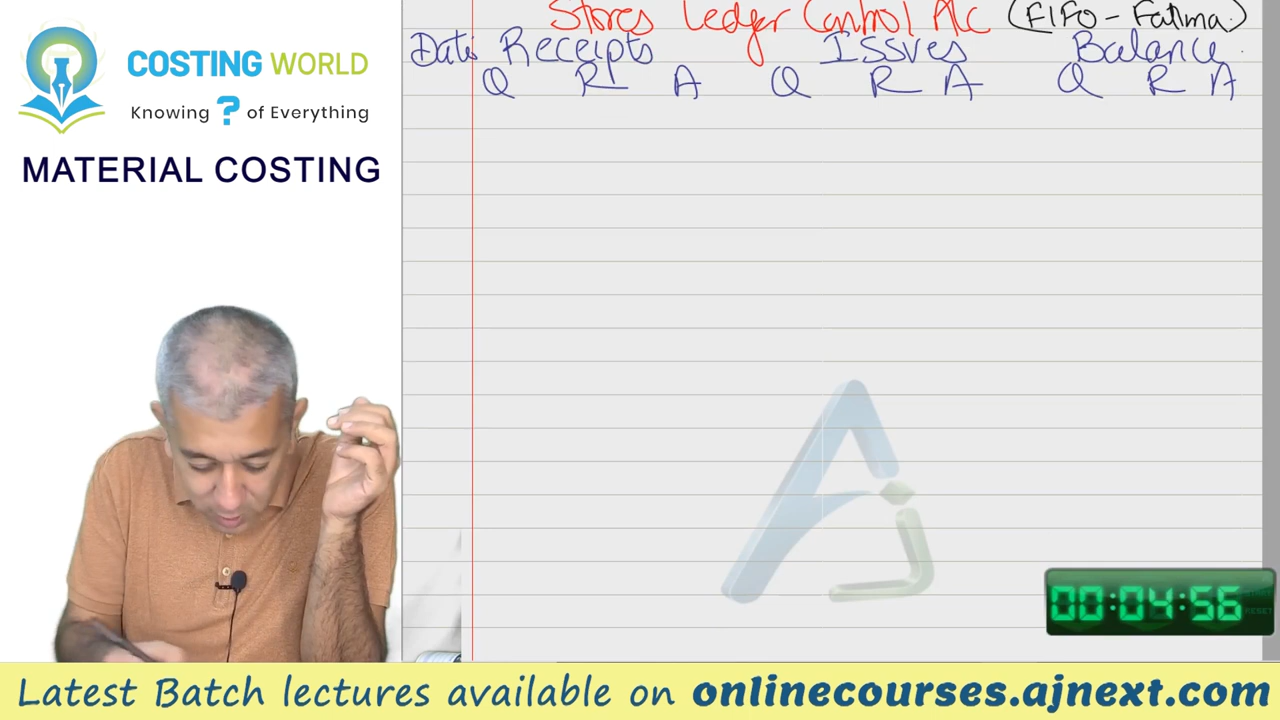 Stores Ledger Control A/c (FIFO - Fatima)
Date Receipts Issues Balance
Q R A Q R A Q R A
COSTING WORLD
Knowing ? of Everything
MATERIAL COSTING
00:04:56
Latest Batch lectures available on onlinecourses.ajnext.com